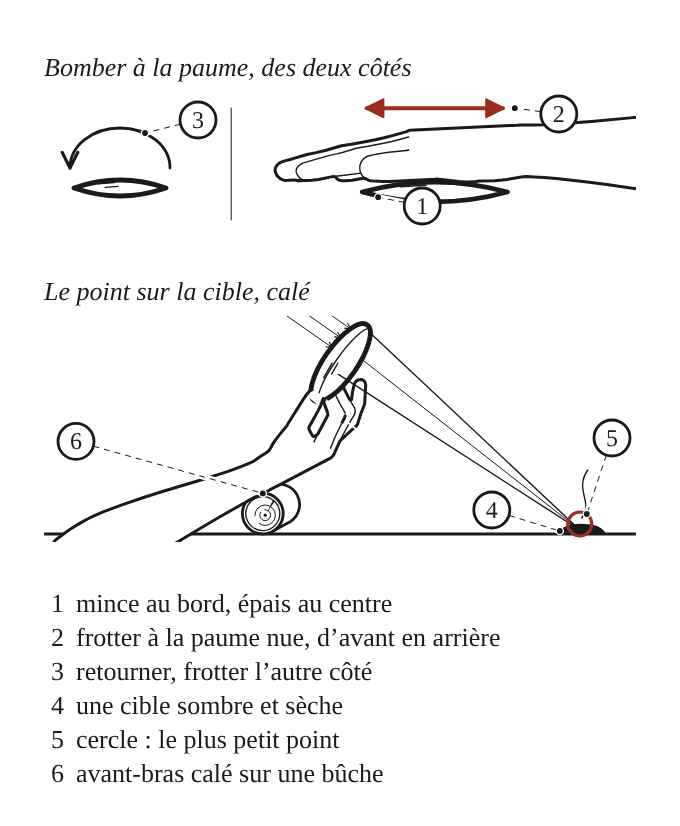 Bomber à la paume, des deux côtés
3
2
1
Le point sur la cible, calé
6
5
4
1 mince au bord, épais au centre
2 frotter à la paume nue, d’avant en arrière
3 retourner, frotter l’autre côté
4 une cible sombre et sèche
5 cercle : le plus petit point
6 avant-bras calé sur une bûche